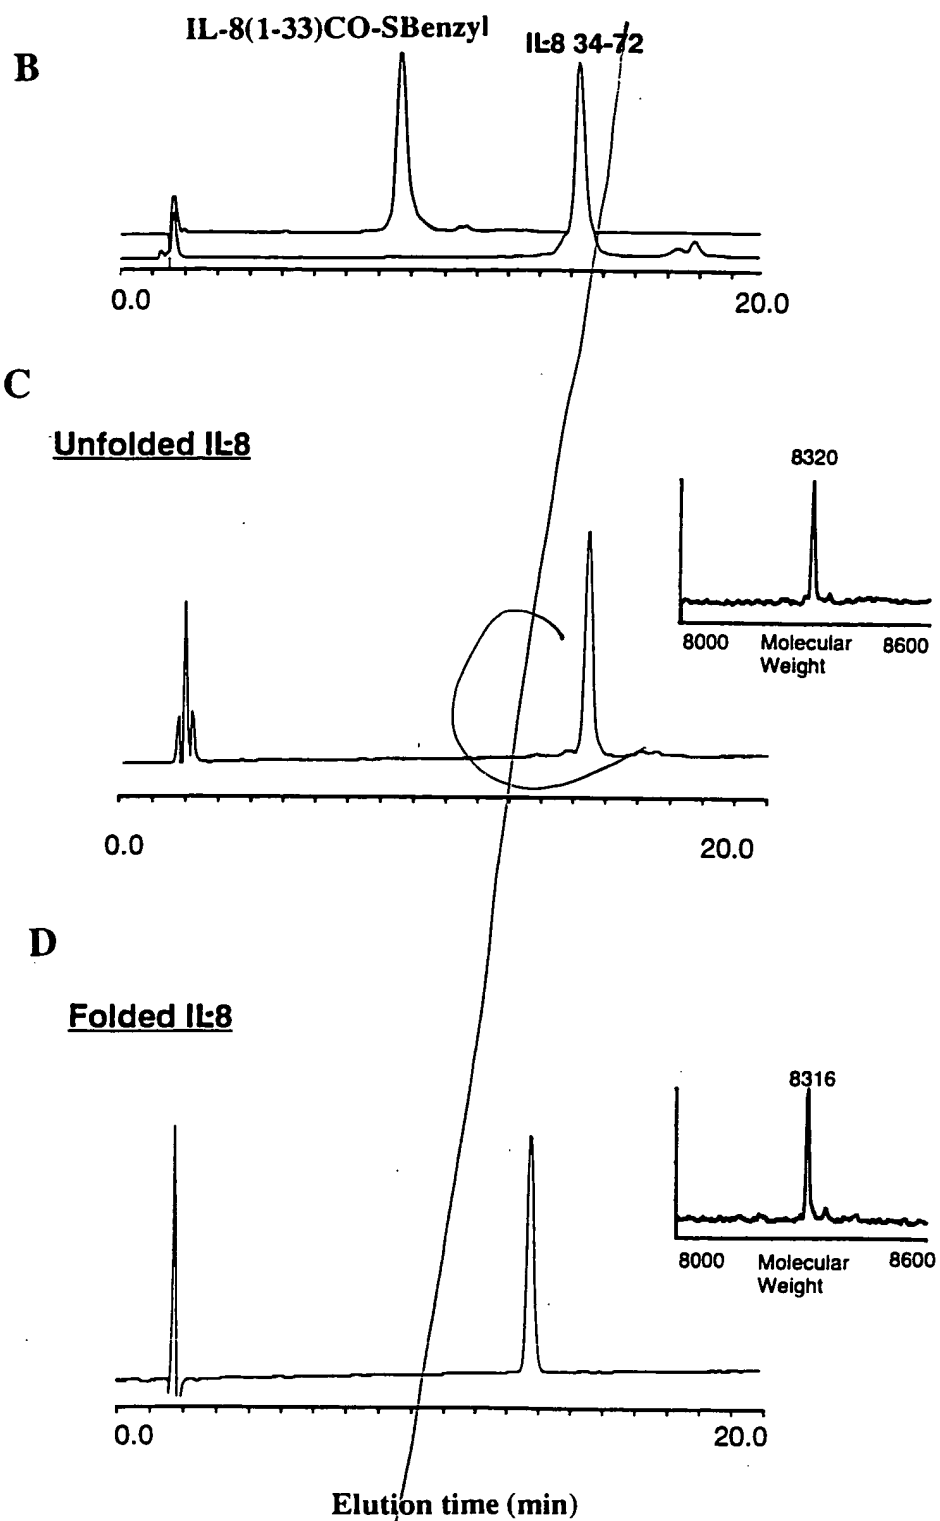 IL-8(1-33)CO-SBenzyl
IL-8 34-72
B
0.0
20.0
C
Unfolded IL-8
8320
8000
Molecular
Weight
8600
0.0
20.0
D
Folded IL-8
8316
8000
Molecular
Weight
8600
0.0
20.0
Elution time (min)